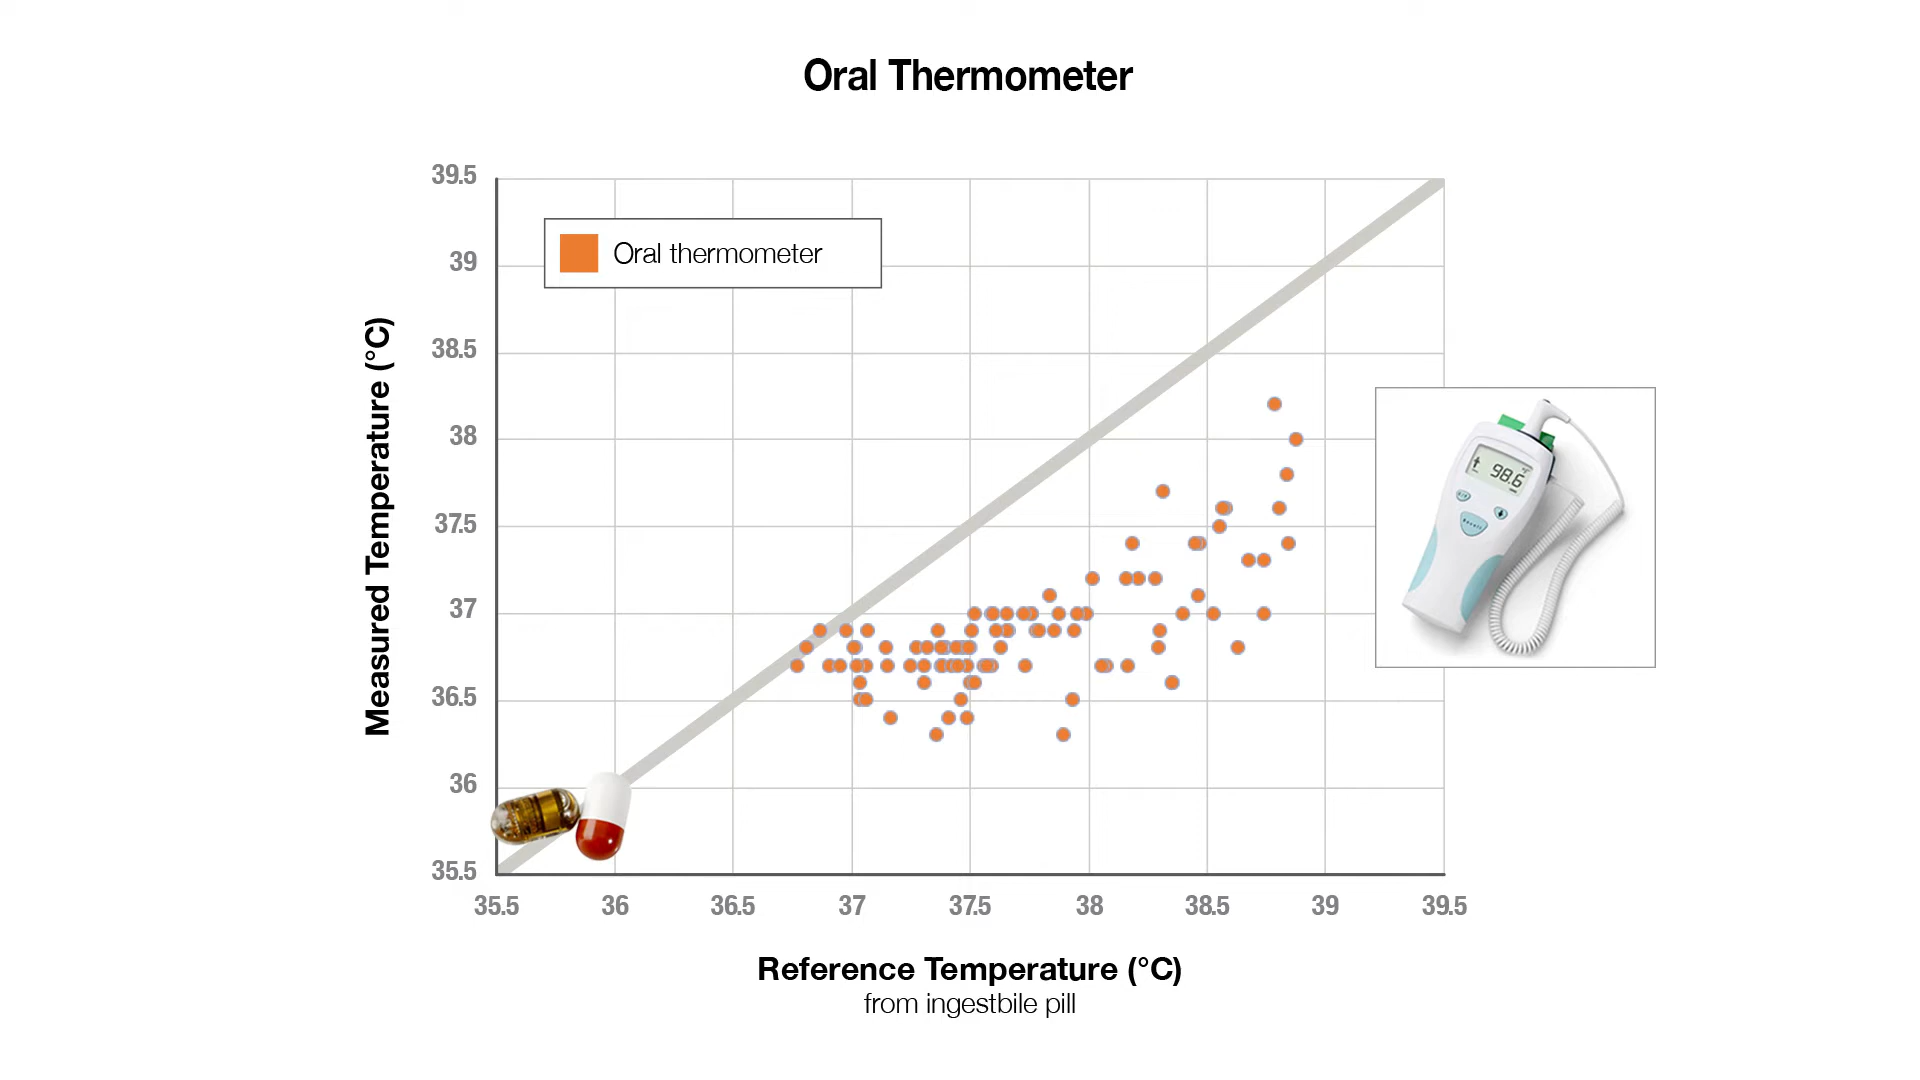 Oral Thermometer
39.5
39
38.5
38
37.5
37
36.5
36
35.5
Oral thermometer
Measured Temperature (°C)
98.6
35.5 36 36.5 37 37.5 38 38.5 39 39.5
Reference Temperature (°C)
from ingestbile pill